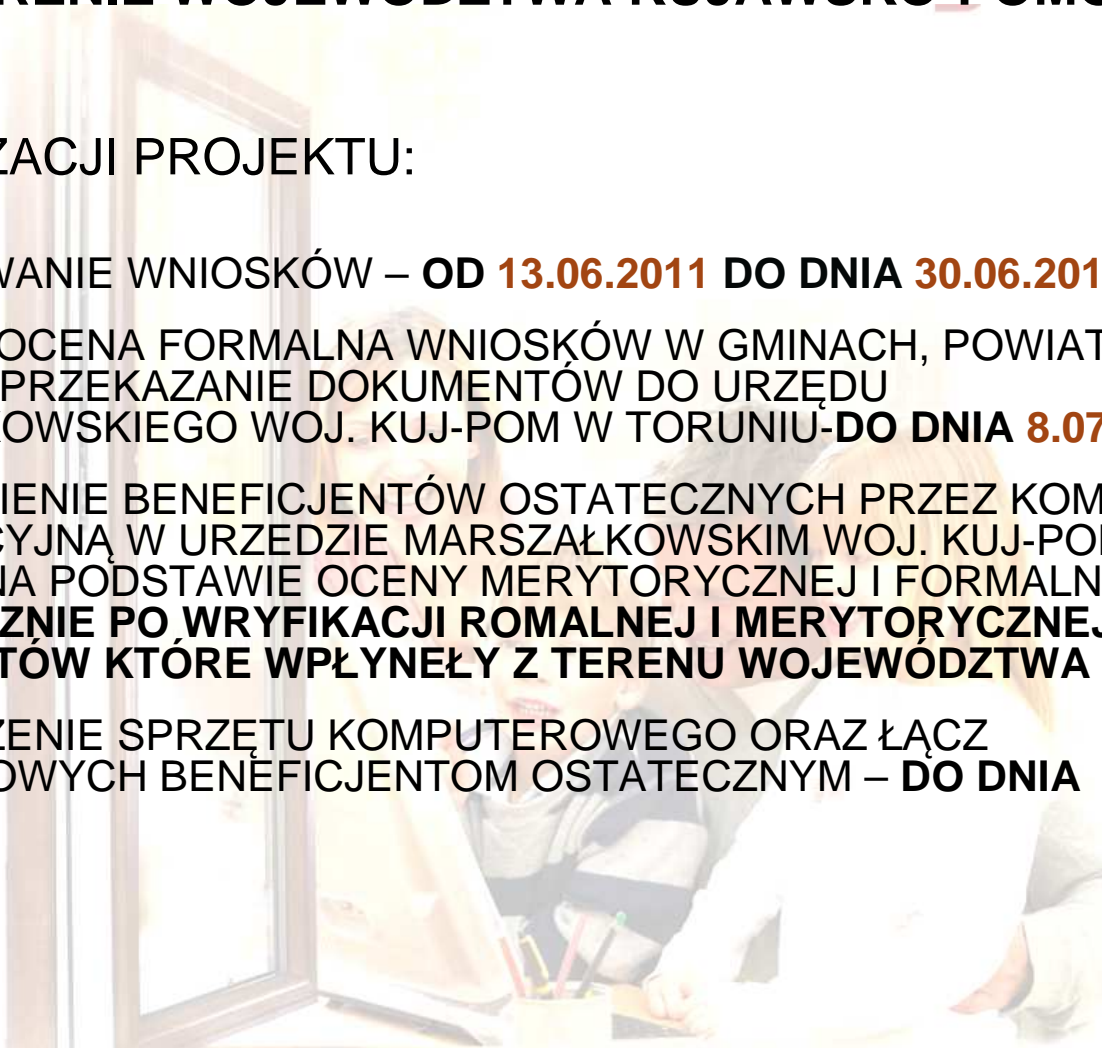 ZACJI PROJEKTU:
WANIE WNIOSKÓW – OD 13.06.2011 DO DNIA 30.06.201
OCENA FORMALNA WNIOSKÓW W GMINACH, POWIAT
PRZEKAZANIE DOKUMENTÓW DO URZĘDU
KOWSKIEGO WOJ. KUJ-POM W TORUNIU-DO DNIA 8.07
IENIE BENEFICJENTÓW OSTATECZNYCH PRZEZ KOM
CYJNĄ W URZEDZIE MARSZAŁKOWSKIM WOJ. KUJ-POM
NA PODSTAWIE OCENY MERYTORYCZNEJ I FORMALN
ZNIE PO WRYFIKACJI ROMALNEJ I MERYTORYCZNEJ
TÓW KTÓRE WPŁYNEŁY Z TERENU WOJEWÓDZTWA
ZENIE SPRZĘTU KOMPUTEROWEGO ORAZ ŁĄCZ
OWYCH BENEFICJENTOM OSTATECZNYM – DO DNIA